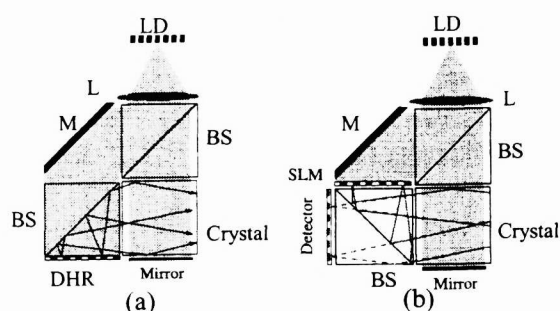 LD
L
M
BS
BS
Crystal
DHR
Mirror
(a)
LD
L
M
BS
SLM
Detector
Crystal
BS
Mirror
(b)